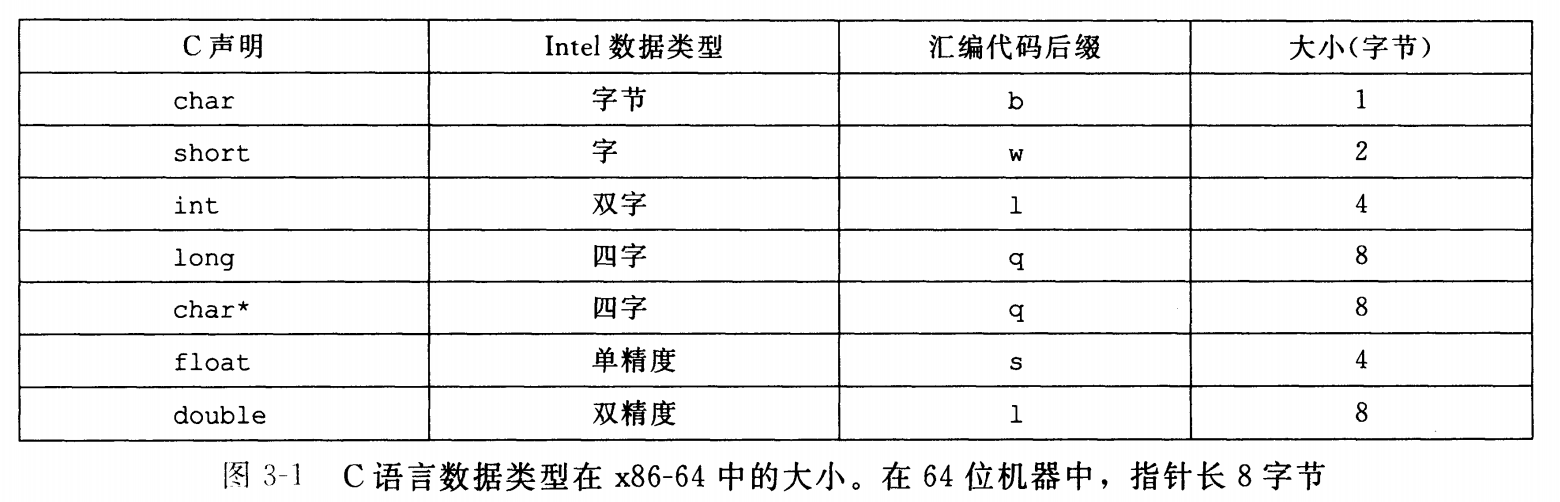 C声明 Intel 数据类型 汇编代码后缀 大小(字节)
char 字节 b 1
short 字 w 2
int 双字 l 4
long 四字 q 8
char* 四字 q 8
float 单精度 s 4
double 双精度 l 8
图 3-1 C 语言数据类型在 x86-64 中的大小。在 64 位机器中，指针长 8 字节